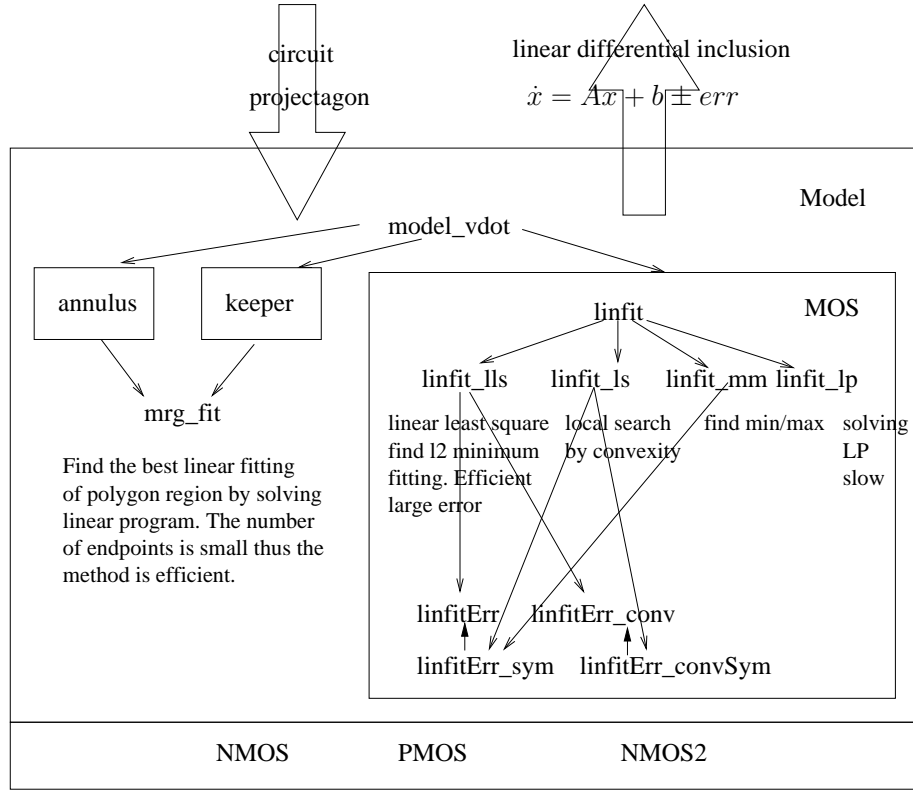 circuit
projectagon
linear differential inclusion
ẋ = Ax + b ± err
Model
model_vdot
annulus
keeper
mrg_fit
Find the best linear fitting
of polygon region by solving
linear program. The number
of endpoints is small thus the
method is efficient.
MOS
linfit
linfit_lls
linfit_ls
linfit_mm
linfit_lp
linear least square
find l2 minimum
fitting. Efficient
large error
local search
by convexity
find min/max
solving
LP
slow
linfitErr
linfitErr_conv
linfitErr_sym
linfitErr_convSym
NMOS
PMOS
NMOS2